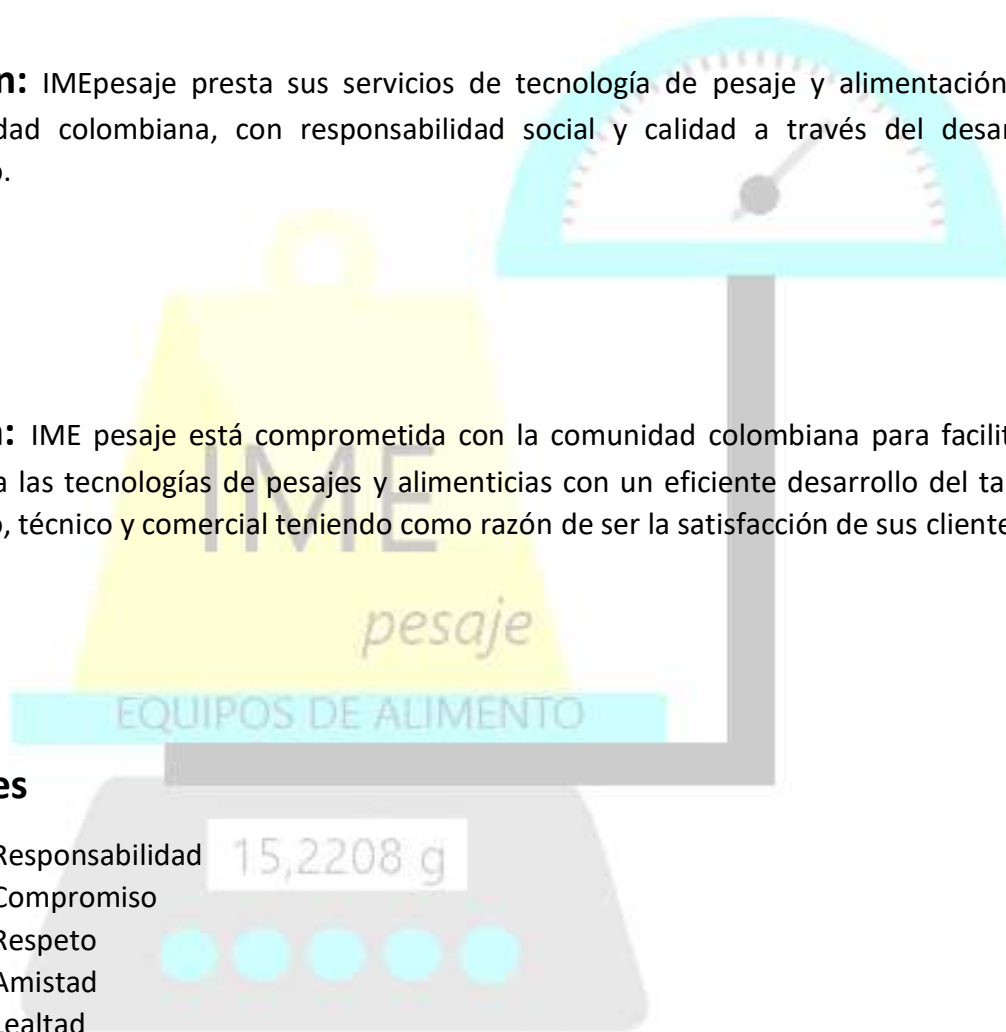 n: IMEpesaje presta sus servicios de tecnología de pesaje y alimentación
dad colombiana, con responsabilidad social y calidad a través del desar
o.
n: IME pesaje está comprometida con la comunidad colombiana para facilit
a las tecnologías de pesajes y alimenticias con un eficiente desarrollo del ta
o, técnico y comercial teniendo como razón de ser la satisfacción de sus cliente
IME
pesaje
EQUIPOS DE ALIMENTO
es
Responsabilidad
15,2208 g
Compromiso
Respeto
Amistad
Lealtad